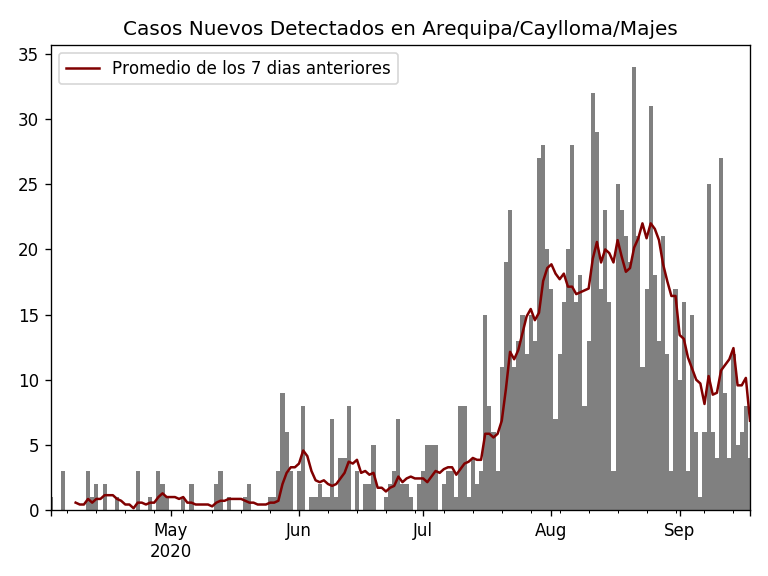 Casos Nuevos Detectados en Arequipa/Caylloma/Majes
Promedio de los 7 dias anteriores
35
30
25
20
15
10
5
0
May
2020
Jun
Jul
Aug
Sep